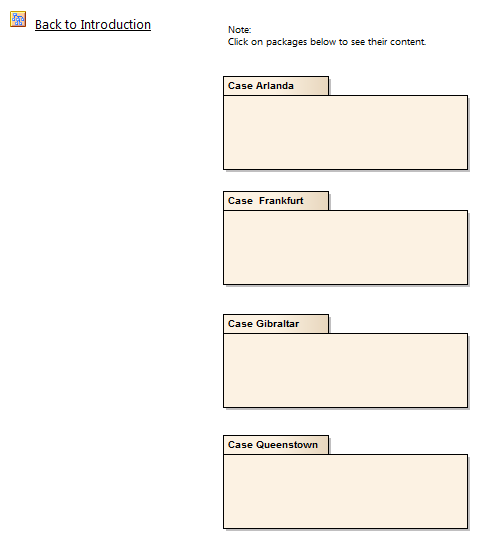 Back to Introduction
Note:
Click on packages below to see their content.
Case Arlanda
Case  Frankfurt
Case Gibraltar
Case Queenstown